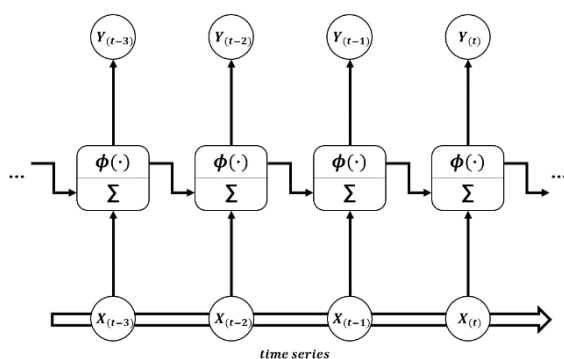 Y(t−3) Y(t−2) Y(t−1) Y(t)
ϕ(·) ϕ(·) ϕ(·) ϕ(·)
... Σ Σ Σ Σ ...
X(t−3) X(t−2) X(t−1) X(t)
time series